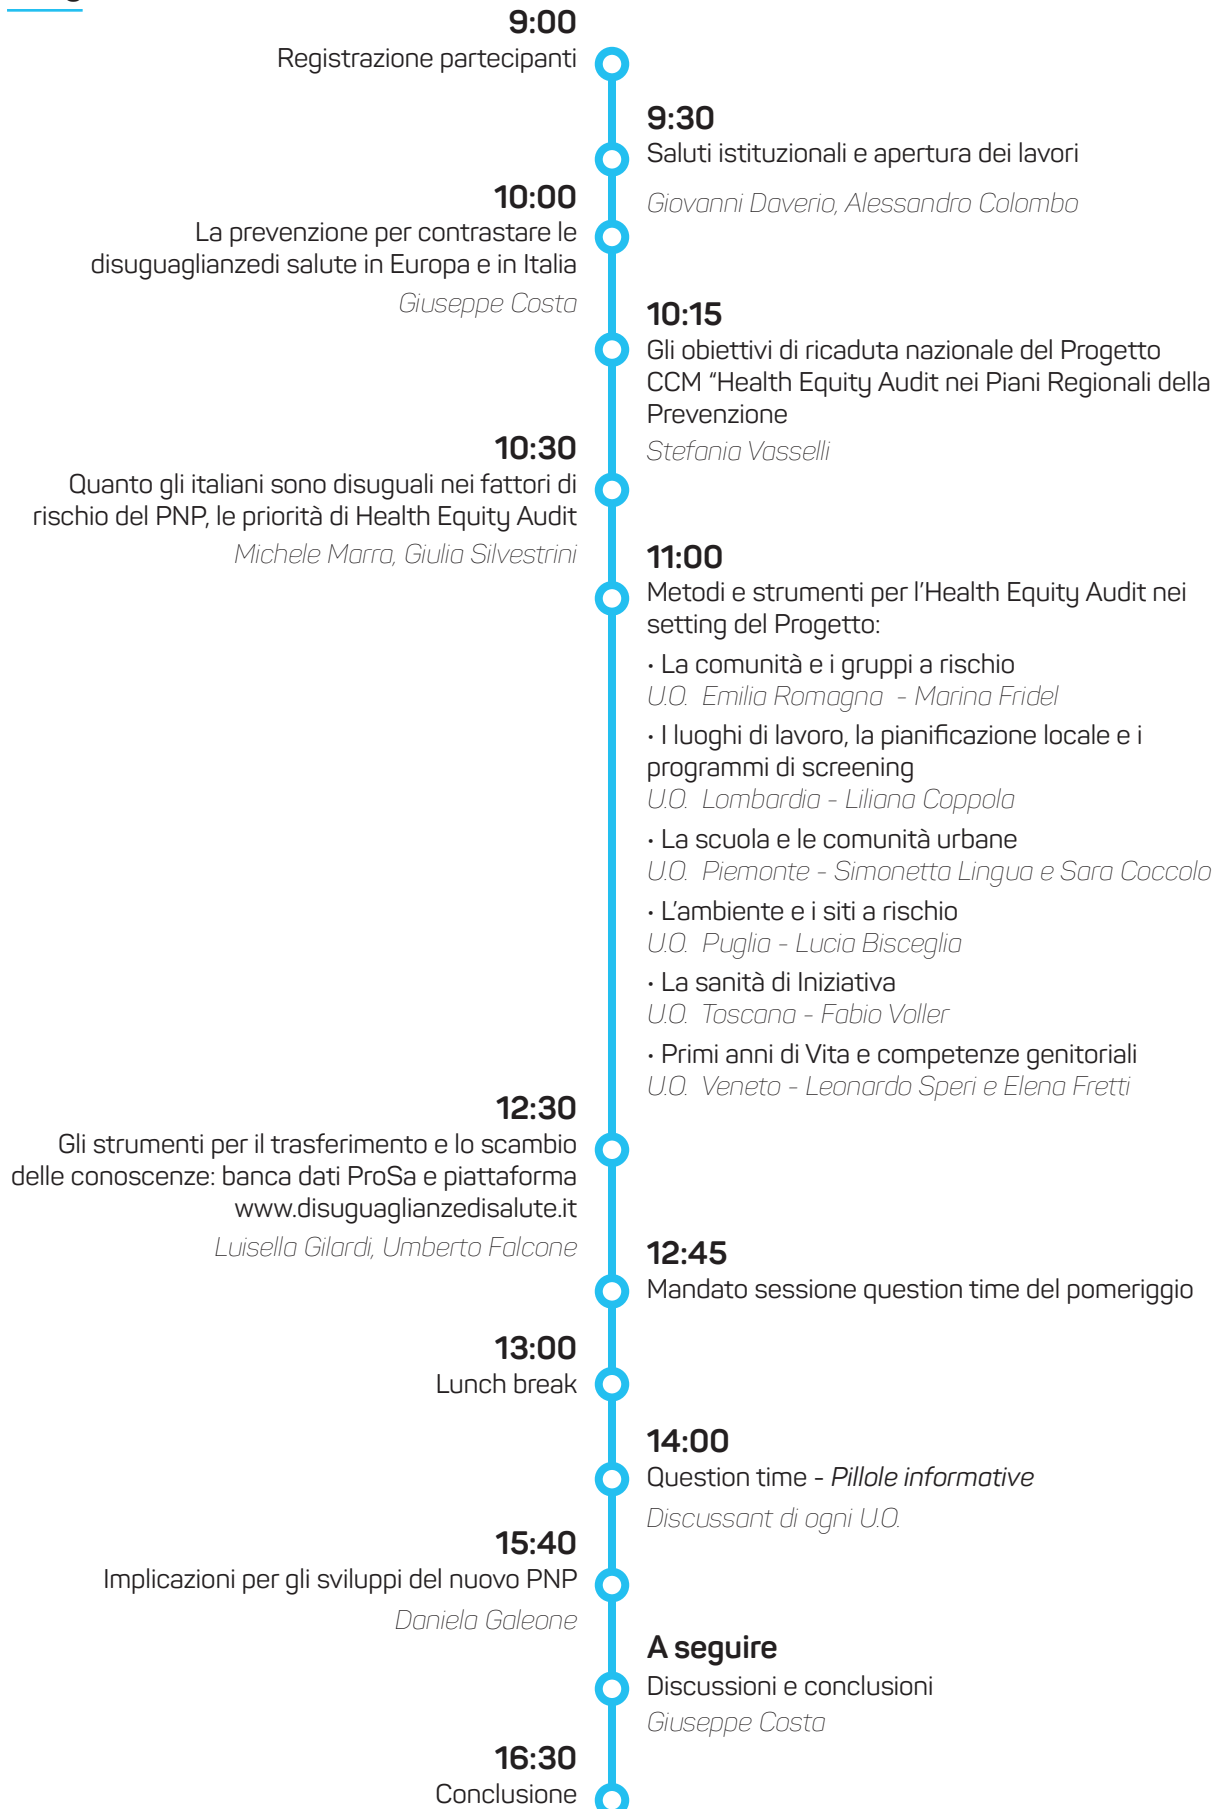 9:00
Registrazione partecipanti
9:30
Saluti istituzionali e apertura dei lavori
Giovanni Daverio, Alessandro Colombo
10:00
La prevenzione per contrastare le
disuguaglianzedi salute in Europa e in Italia
Giuseppe Costa
10:15
Gli obiettivi di ricaduta nazionale del Progetto
CCM “Health Equity Audit nei Piani Regionali della
Prevenzione
Stefania Vasselli
10:30
Quanto gli italiani sono disuguali nei fattori di
rischio del PNP, le priorità di Health Equity Audit
Michele Marra, Giulia Silvestrini
11:00
Metodi e strumenti per l’Health Equity Audit nei
setting del Progetto:
• La comunità e i gruppi a rischio
U.O. Emilia Romagna - Marina Fridel
• I luoghi di lavoro, la pianificazione locale e i
programmi di screening
U.O. Lombardia - Liliana Coppola
• La scuola e le comunità urbane
U.O. Piemonte - Simonetta Lingua e Sara Coccolo
• L’ambiente e i siti a rischio
U.O. Puglia - Lucia Bisceglia
• La sanità di Iniziativa
U.O. Toscana - Fabio Voller
• Primi anni di Vita e competenze genitoriali
U.O. Veneto - Leonardo Speri e Elena Fretti
12:30
Gli strumenti per il trasferimento e lo scambio
delle conoscenze: banca dati ProSa e piattaforma
www.disuguaglianzedisalute.it
Luisella Gilardi, Umberto Falcone
12:45
Mandato sessione question time del pomeriggio
13:00
Lunch break
14:00
Question time - Pillole informative
Discussant di ogni U.O.
15:40
Implicazioni per gli sviluppi del nuovo PNP
Daniela Galeone
A seguire
Discussioni e conclusioni
Giuseppe Costa
16:30
Conclusione